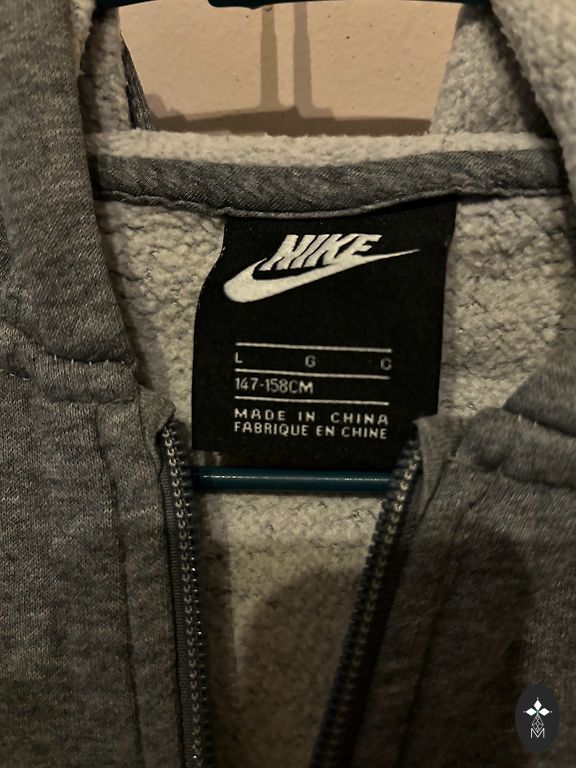 NIKE
L G G
147-158CM
MADE IN CHINA
FABRIQUE EN CHINE
M